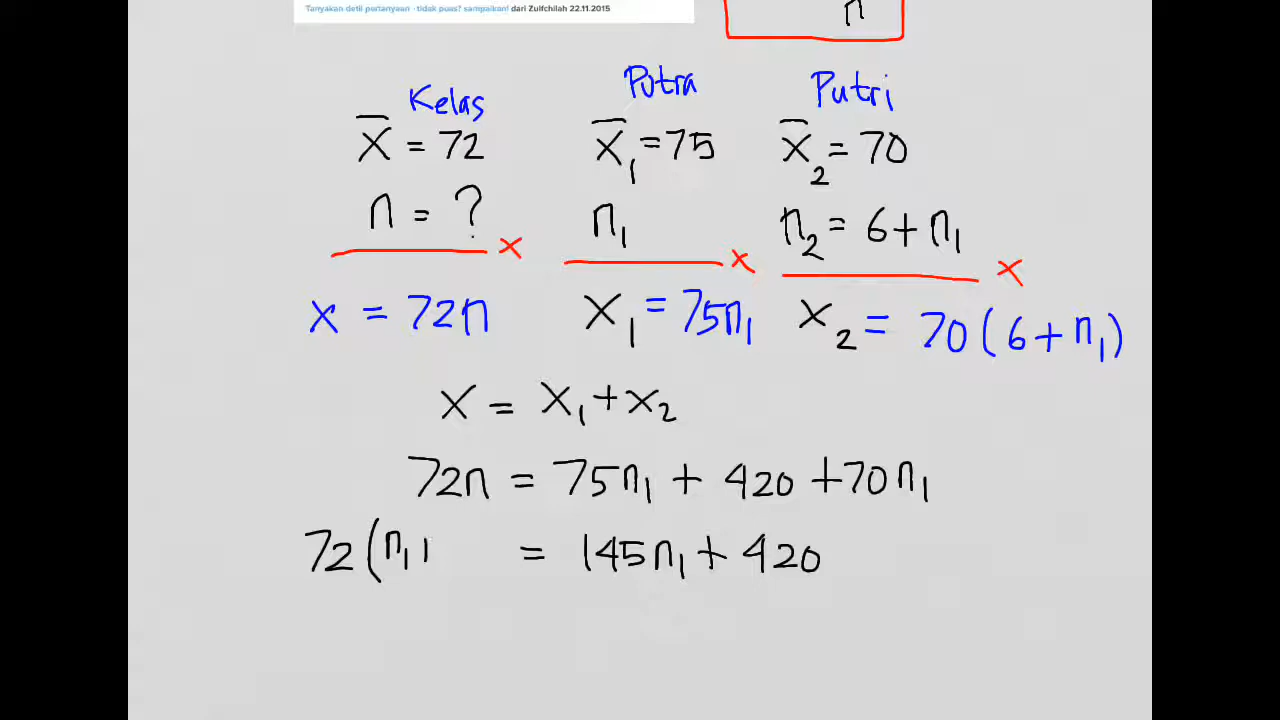 Tanyakan detil pertanyaan · tidak puas? sampaikan! dari Zulfchilah 22.11.2015
n
Kelas Putra Putri
x̅ = 72 x̅₁ = 75 x̅₂ = 70
n = ? n₁ n₂ = 6 + n₁
x x x
x = 72n x₁ = 75n₁ x₂ = 70(6 + n₁)
x = x₁ + x₂
72n = 75n₁ + 420 + 70n₁
72(n₁ = 145n₁ + 420